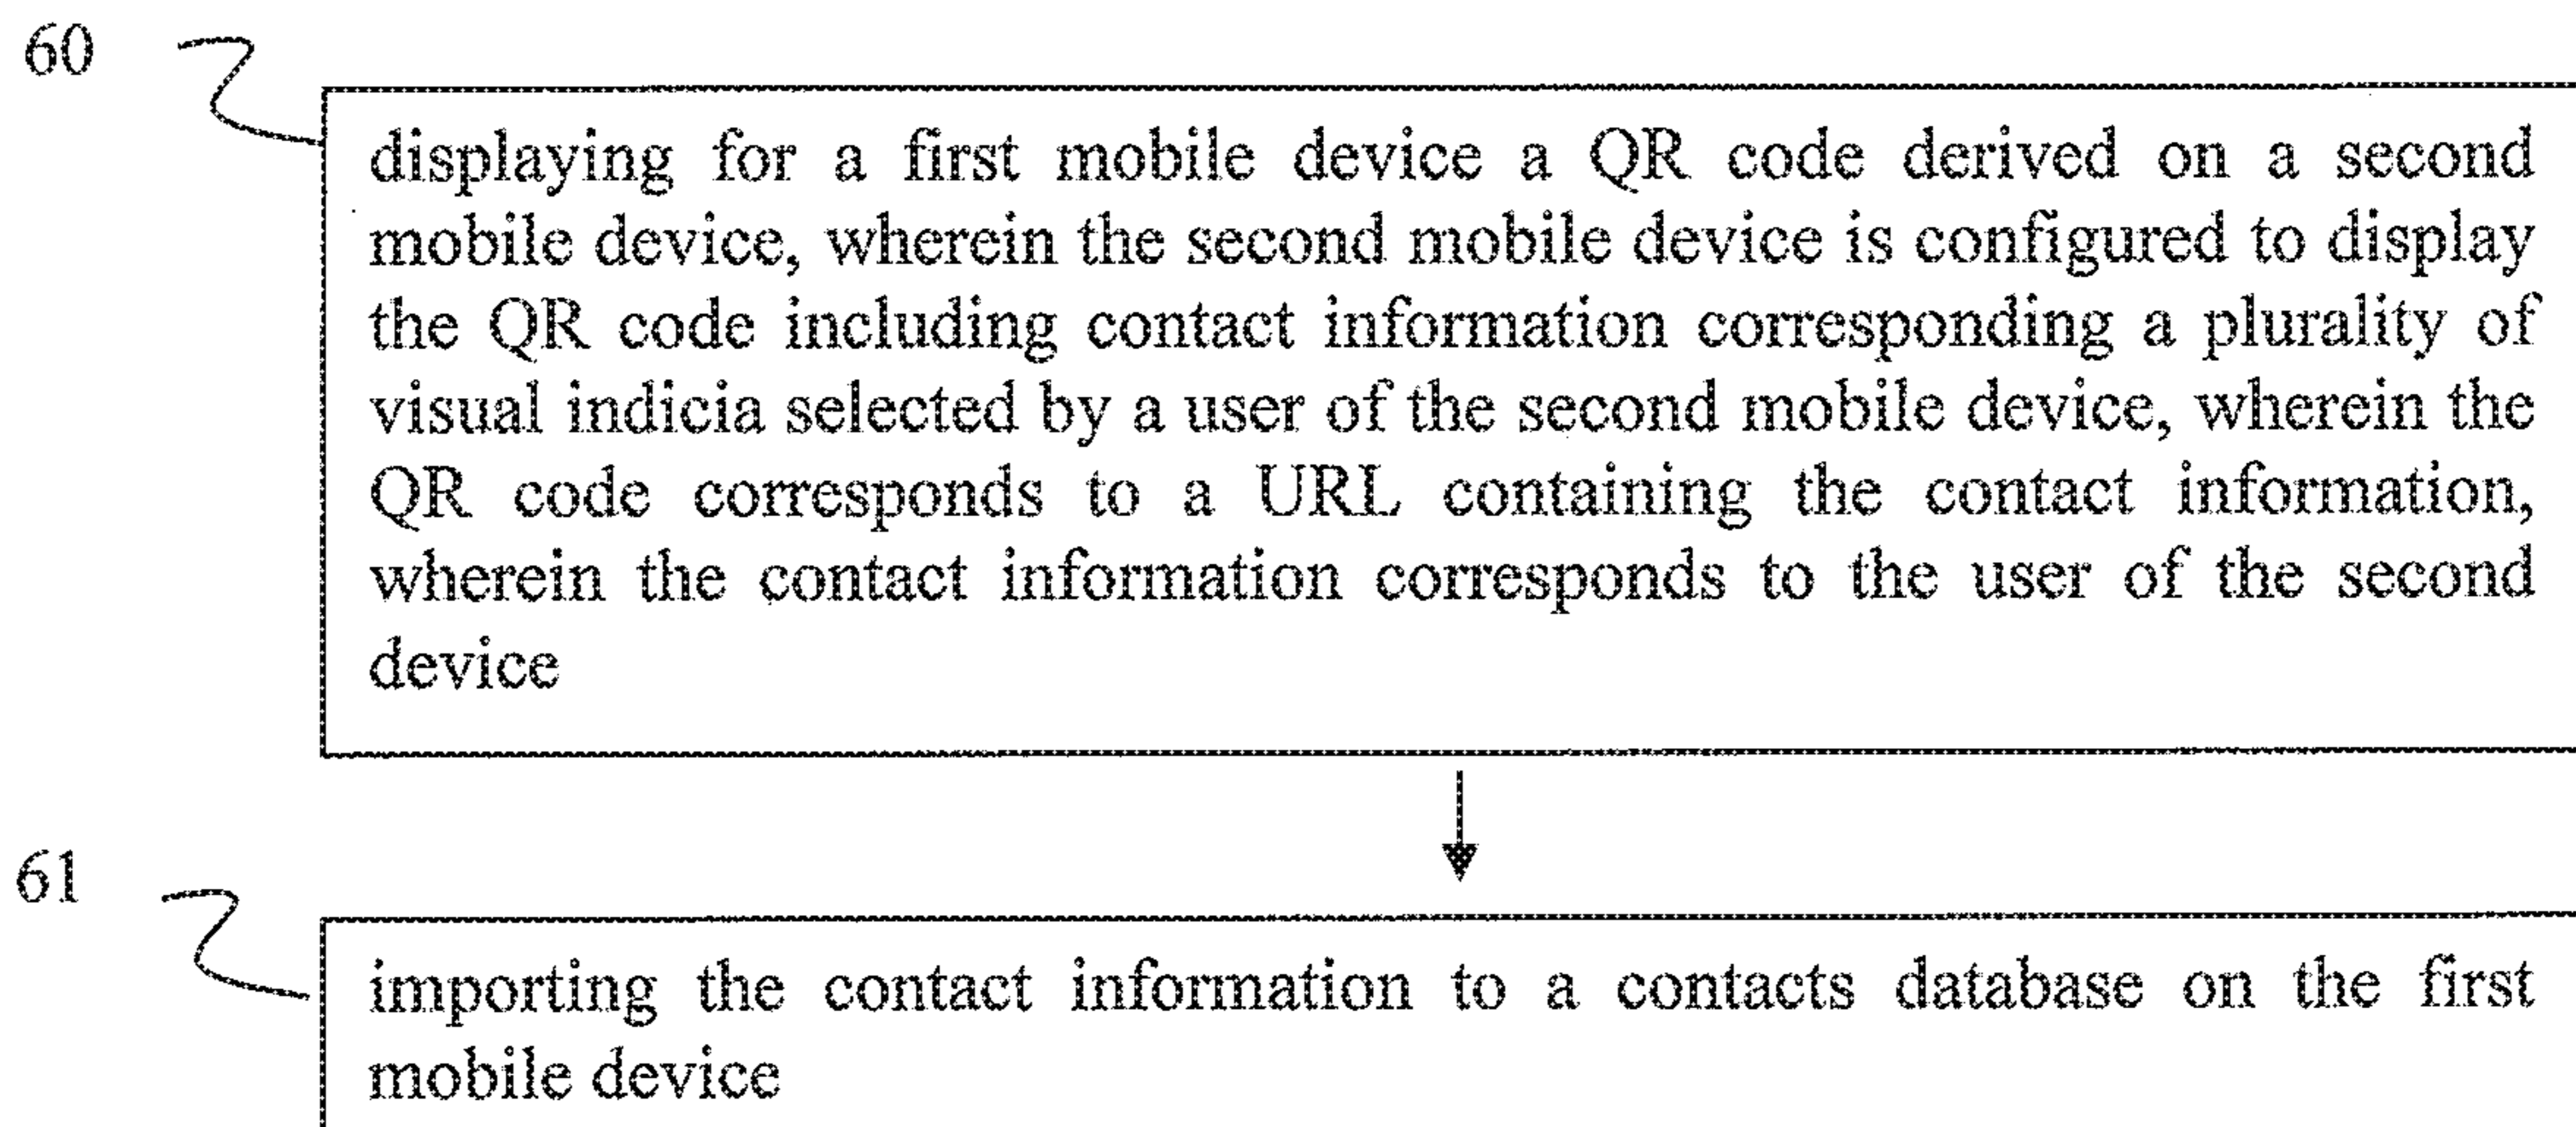 60
displaying for a first mobile device a QR code derived on a second
mobile device, wherein the second mobile device is configured to display
the QR code including contact information corresponding a plurality of
visual indicia selected by a user of the second mobile device, wherein the
QR code corresponds to a URL containing the contact information,
wherein the contact information corresponds to the user of the second
device
61
importing the contact information to a contacts database on the first
mobile device